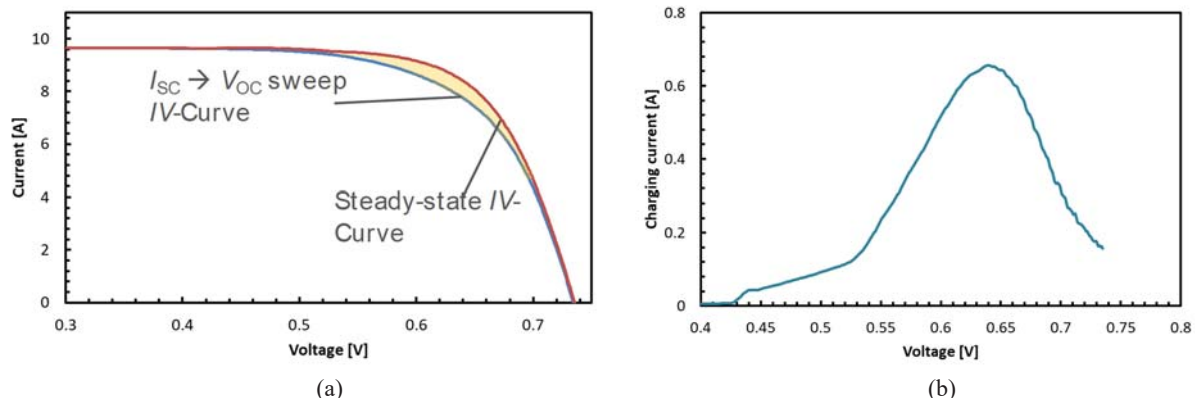 10
8
6
4
2
0
0.3 0.4 0.5 0.6 0.7
Current [A]
Voltage [V]
ISC → VOC sweep
IV-Curve
Steady-state IV-
Curve
(a)
0.8
0.6
0.4
0.2
0
0.4 0.45 0.5 0.55 0.6 0.65 0.7 0.75 0.8
Charging current [A]
Voltage [V]
(b)